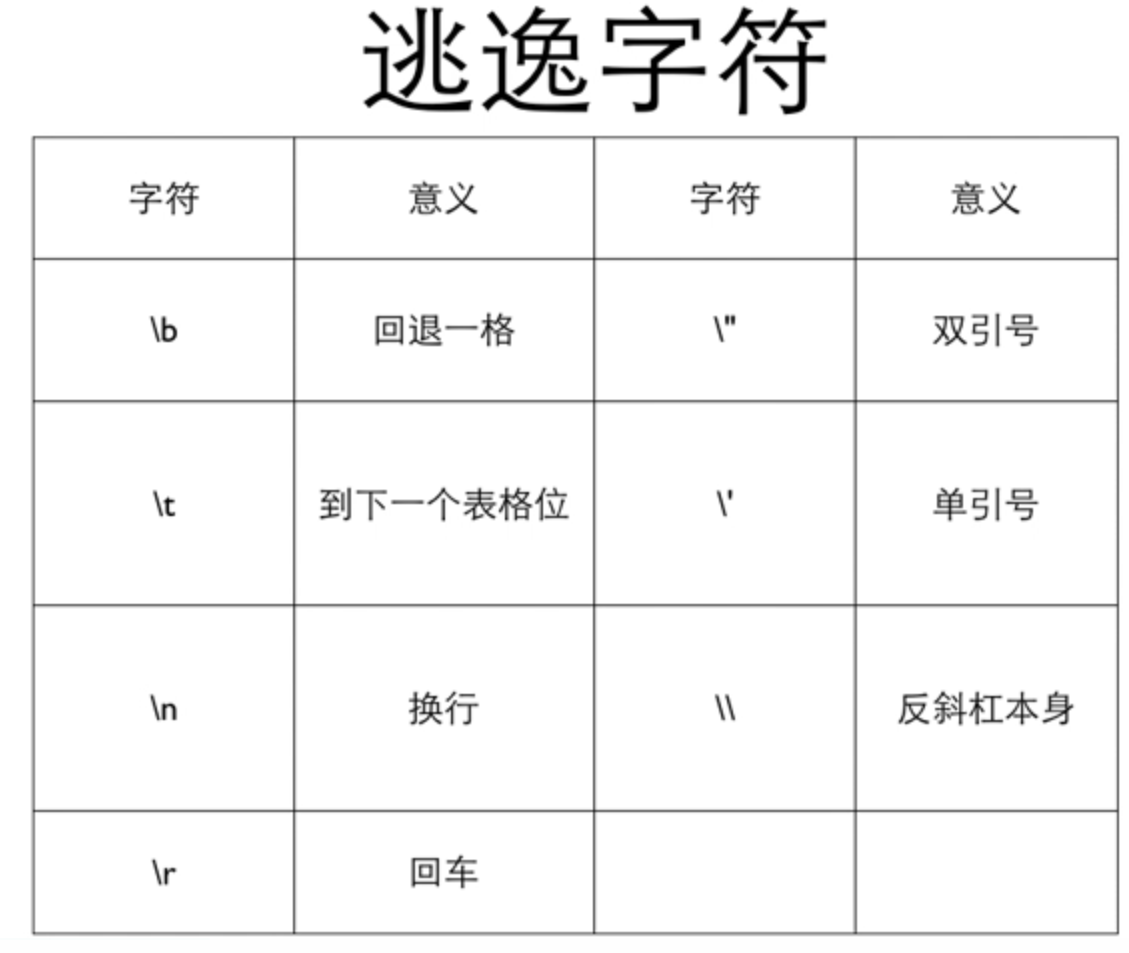 逃逸字符
字符 意义 字符 意义
\b 回退一格 \" 双引号
\t 到下一个表格位 \' 单引号
\n 换行 \\ 反斜杠本身
\r 回车